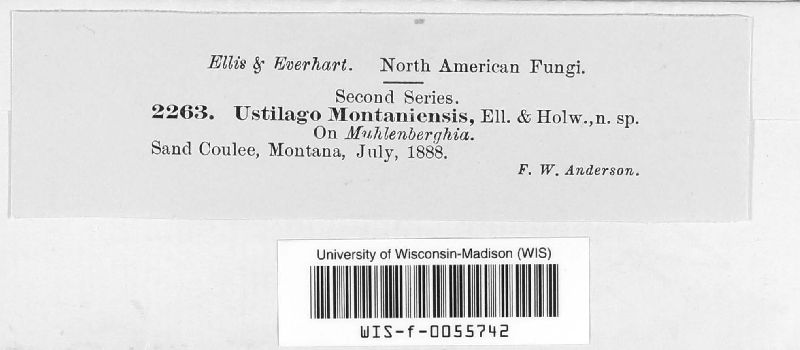 Ellis & Everhart. North American Fungi.
Second Series.
2263. Ustilago Montaniensis, Ell. & Holw., n. sp.
On Muhlenberghia.
Sand Coulee, Montana, July, 1888.
F. W. Anderson.
University of Wisconsin-Madison (WIS)
WIS-f-0055742